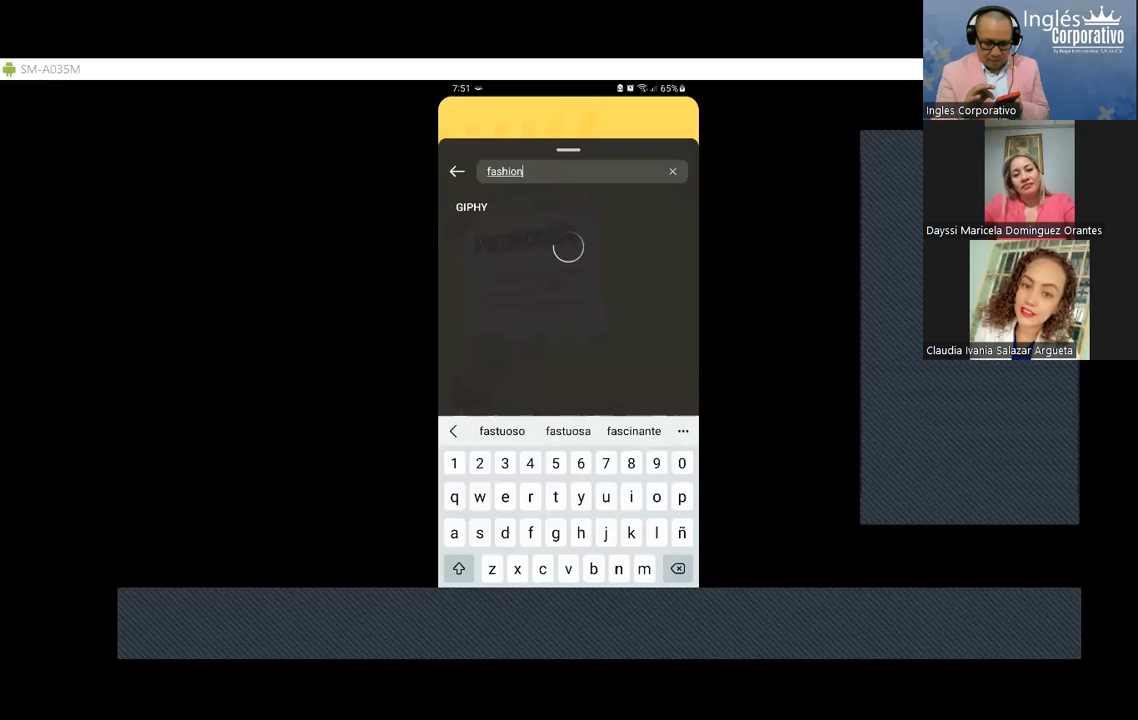 SM-A035M
7:51
65%
fashion
GIPHY
fastuoso fastuosa fascinante
1 2 3 4 5 6 7 8 9 0
q w e r t y u i o p
a s d f g h j k l ñ
z x c v b n m
Inglés
Corporativo
Ingles Corporativo
Dayssi Maricela Dominguez Orantes
Claudia Ivania Salazar Argueta